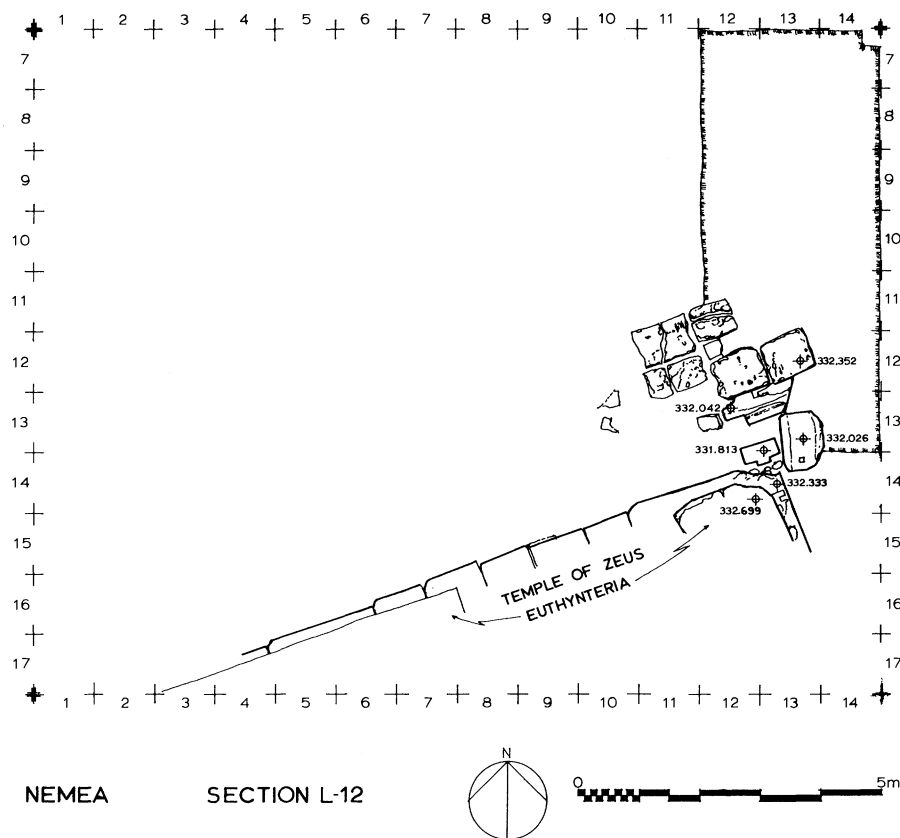 1 2 3 4 5 6 7 8 9 10 11 12 13 14
7 7
8 8
9 9
10 10
11 11
12 332.352 12
332.042
13 332.026 13
331.813
14 332.333 14
332.699
15 15
TEMPLE OF ZEUS
EUTHYNTERIA
16 16
17 17
1 2 3 4 5 6 7 8 9 10 11 12 13 14
N
0 5m
NEMEA SECTION L-12